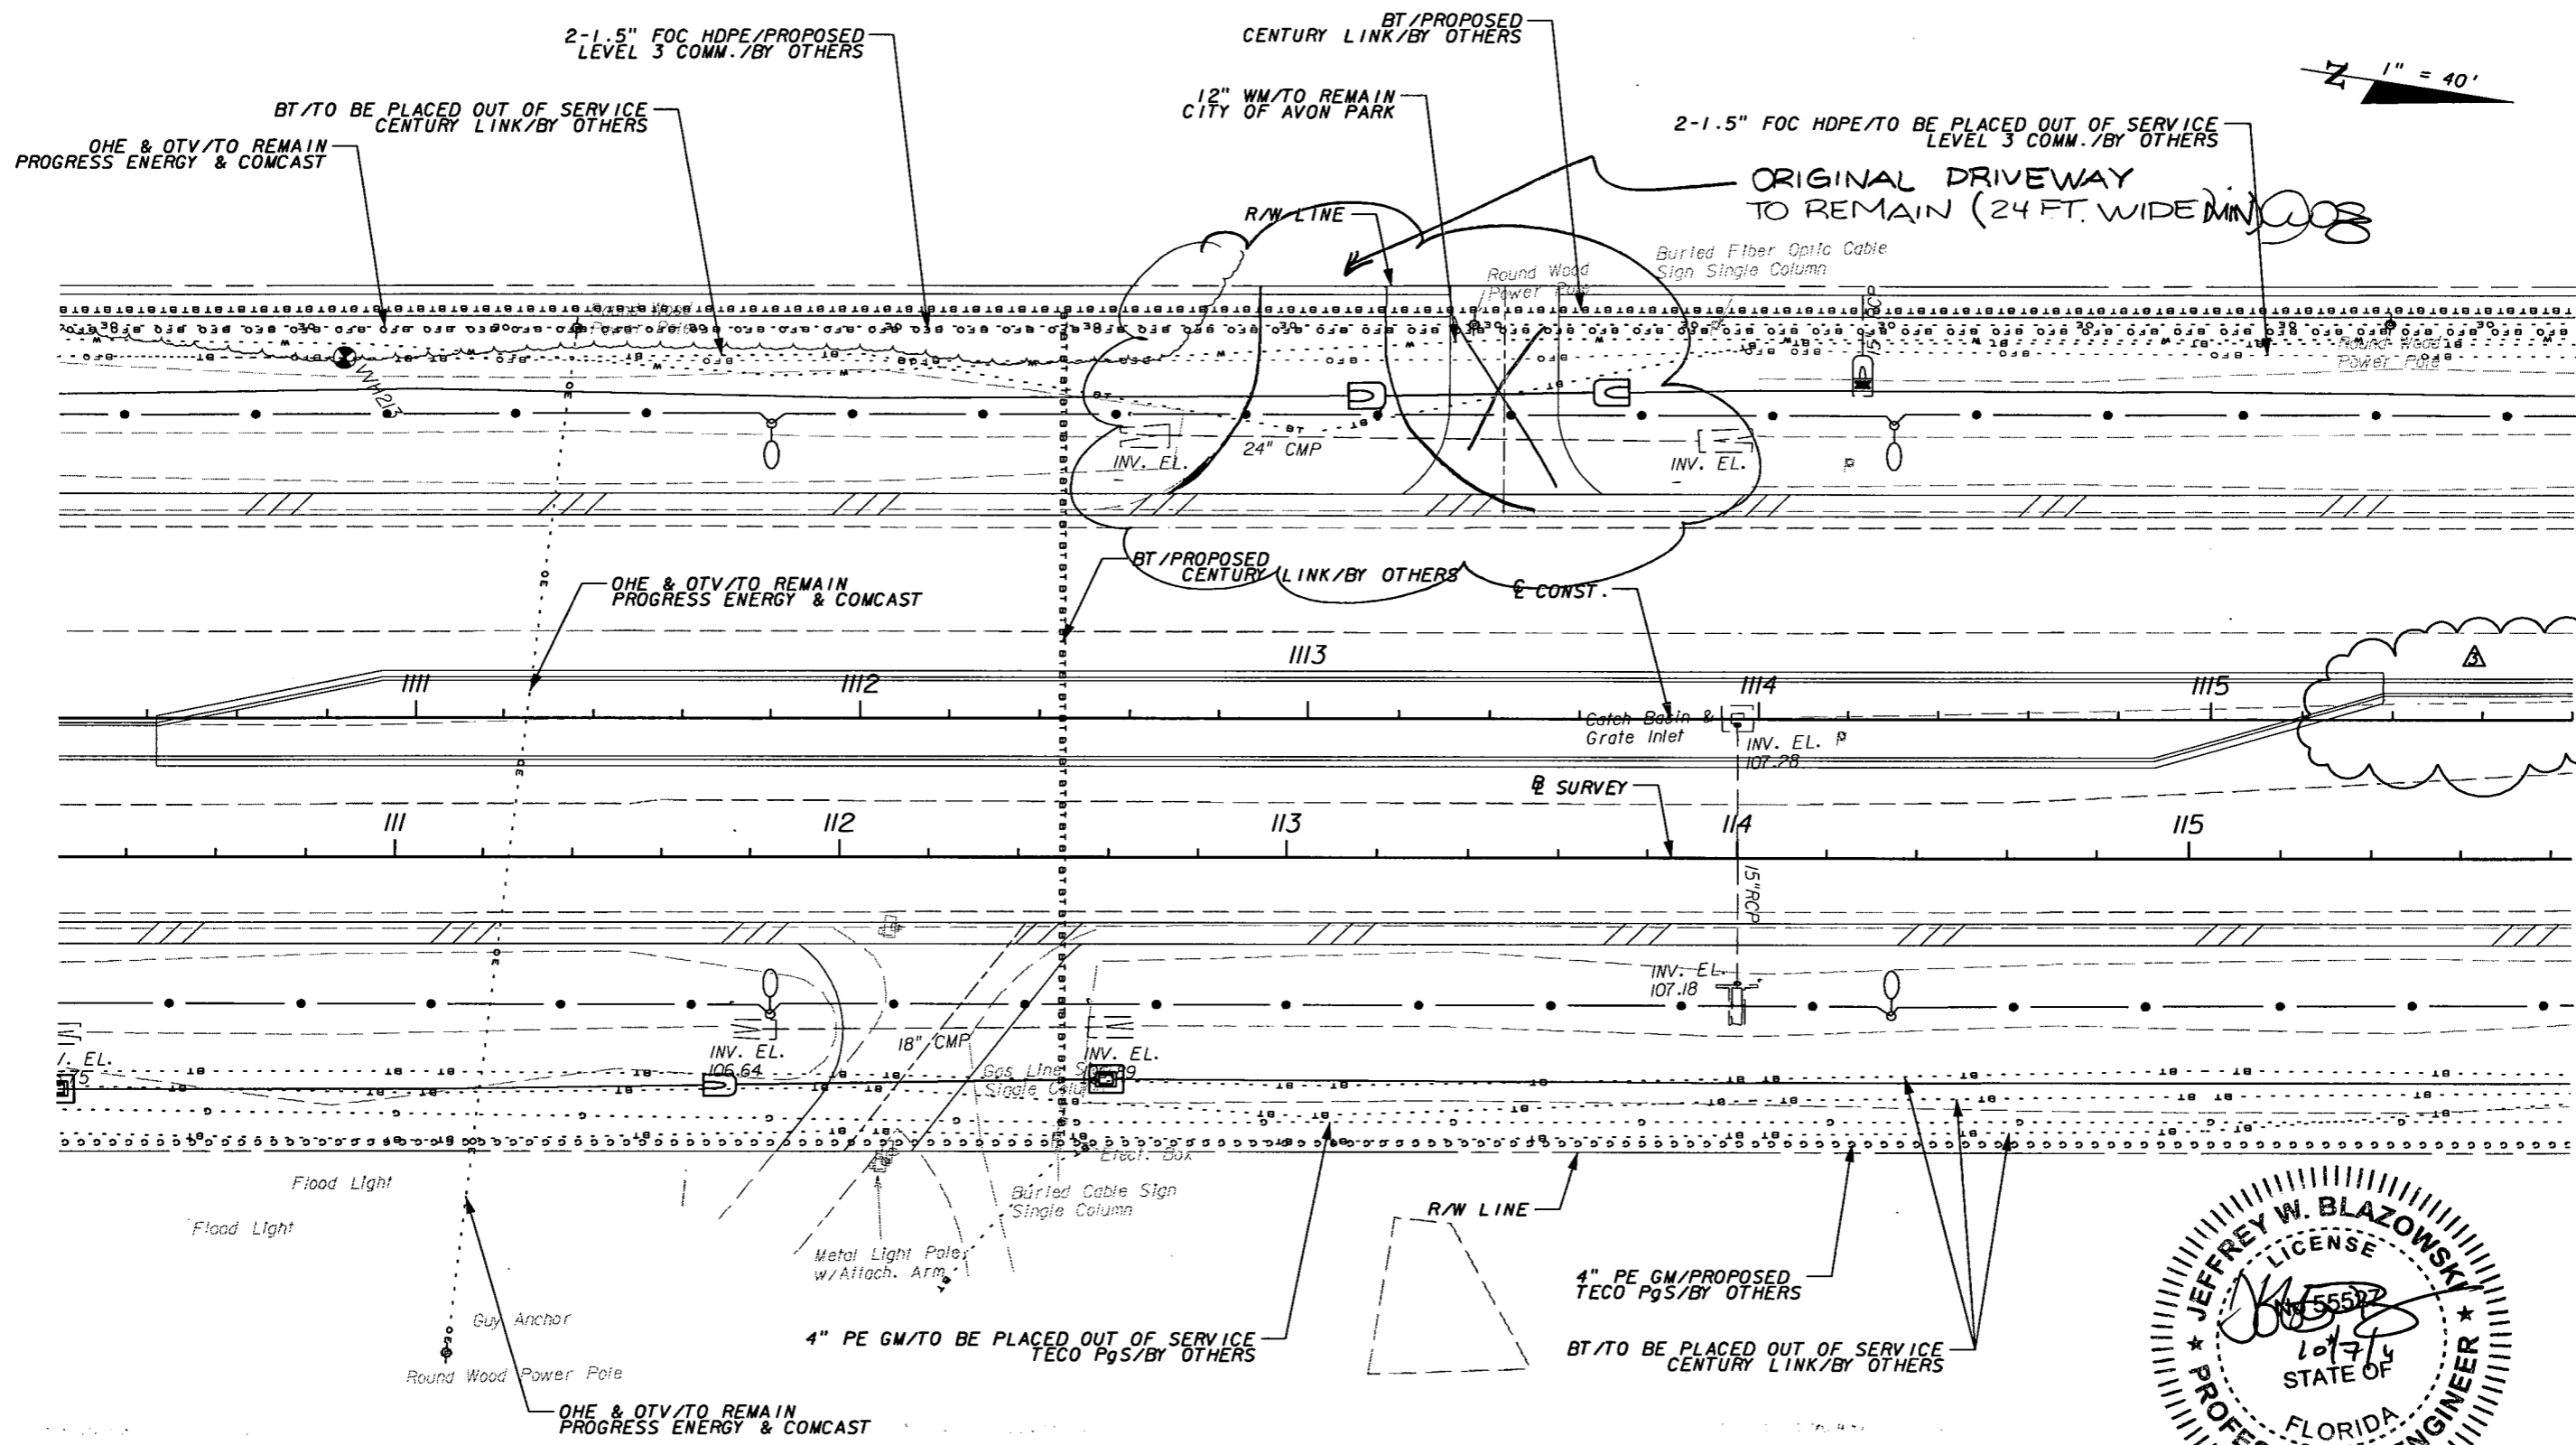 2-1.5" FOC HDPE/PROPOSED
LEVEL 3 COMM./BY OTHERS
BT/PROPOSED
CENTURY LINK/BY OTHERS
1" = 40'
BT/TO BE PLACED OUT OF SERVICE
CENTURY LINK/BY OTHERS
12" WM/TO REMAIN
CITY OF AVON PARK
2-1.5" FOC HDPE/TO BE PLACED OUT OF SERVICE
LEVEL 3 COMM./BY OTHERS
OHE & OTV/TO REMAIN
PROGRESS ENERGY & COMCAST
ORIGINAL DRIVEWAY
TO REMAIN (24 FT. WIDE MIN)
R/W LINE
Round Wood
Power Pole
Buried Fiber Optic Cable
Sign Single Column
Round Wood
Power Pole
Round Wood
Power Pole
24" CMP
INV. EL.
INV. EL.
BT/PROPOSED
CENTURY LINK/BY OTHERS
OHE & OTV/TO REMAIN
PROGRESS ENERGY & COMCAST
℄ CONST.
1111
1112
1113
1114
1115
3
Catch Basin &
Grate Inlet
INV. EL.
107.28
SURVEY
111
112
113
114
115
15"RCP
INV. EL.
107.18
18" CMP
INV. EL.
106.64
INV. EL.
Gas Line
Single
Elect. Box
Flood Light
Flood Light
Buried Cable Sign
Single Column
R/W LINE
Metal Light Pole
w/Attach. Arm
4" PE GM/PROPOSED
TECO PgS/BY OTHERS
Guy Anchor
4" PE GM/TO BE PLACED OUT OF SERVICE
TECO PgS/BY OTHERS
BT/TO BE PLACED OUT OF SERVICE
CENTURY LINK/BY OTHERS
Round Wood Power Pole
OHE & OTV/TO REMAIN
PROGRESS ENERGY & COMCAST
JEFFREY W. BLAZOWSKI
LICENSE
No 55527
STATE OF
FLORIDA